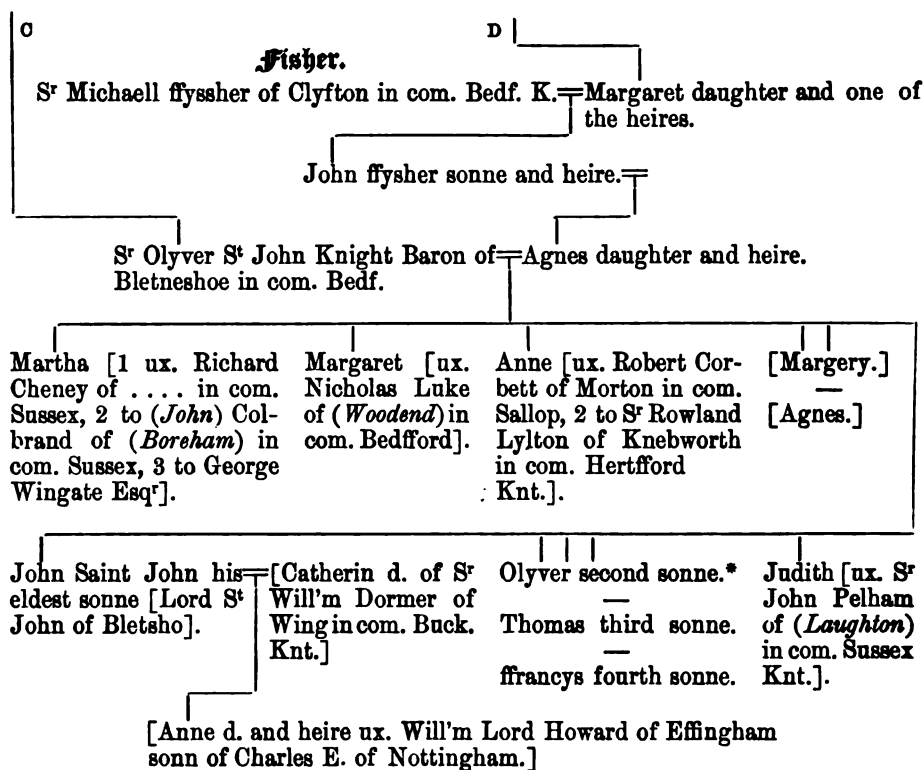 C
D
Fisher.
Sr Michaell ffyssher of Clyfton in com. Bedf. K.=Margaret daughter and one of
the heires.
John ffysher sonne and heire.=
Sr Olyver St John Knight Baron of=Agnes daughter and heire.
Bletneshoe in com. Bedf.
Martha [1 ux. Richard
Cheney of .... in com.
Sussex, 2 to (John) Col-
brand of (Boreham) in
com. Sussex, 3 to George
Wingate Esqr].
Margaret [ux.
Nicholas Luke
of (Woodend) in
com. Bedfford].
Anne [ux. Robert Cor-
bett of Morton in com.
Sallop, 2 to Sr Rowland
Lylton of Knebworth
in com. Hertfford
Knt.].
[Margery.]
—
[Agnes.]
John Saint John his=
eldest sonne [Lord St
John of Bletsho].
[Catherin d. of Sr
Will'm Dormer of
Wing in com. Buck.
Knt.]
Olyver second sonne.*
—
Thomas third sonne.
—
ffrancys fourth sonne.
Judith [ux. Sr
John Pelham
of (Laughton)
in com. Sussex
Knt.].
[Anne d. and heire ux. Will'm Lord Howard of Effingham
sonn of Charles E. of Nottingham.]